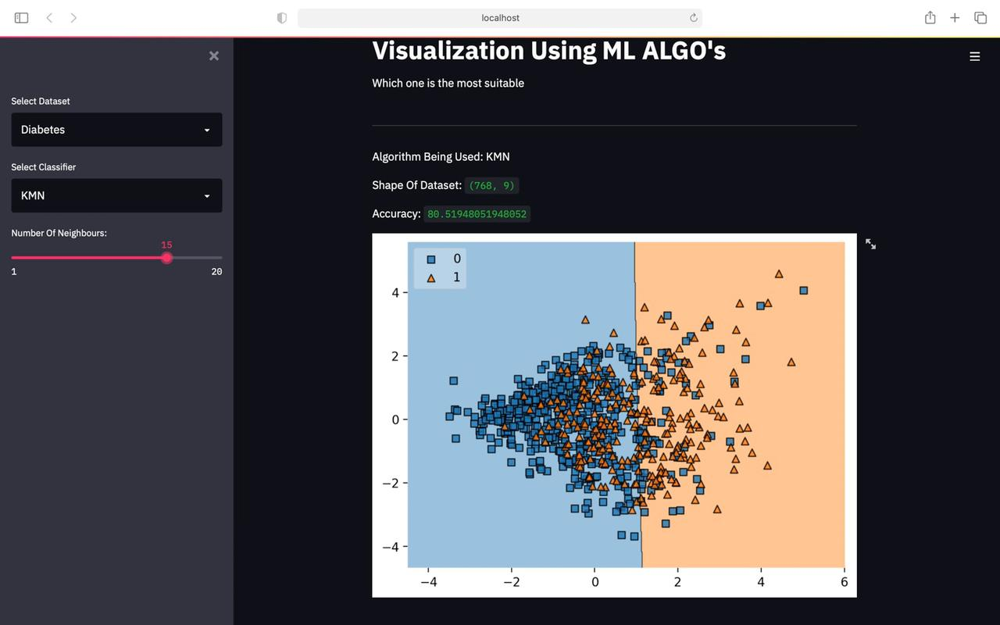 localhost
Select Dataset
Diabetes
Select Classifier
KMN
Number Of Neighbours:
15
1 20
Visualization Using ML ALGO's
Which one is the most suitable
Algorithm Being Used: KMN
Shape Of Dataset: (768, 9)
Accuracy: 80.51948051948052
0
1
4
2
0
−2
−4
−4 −2 0 2 4 6